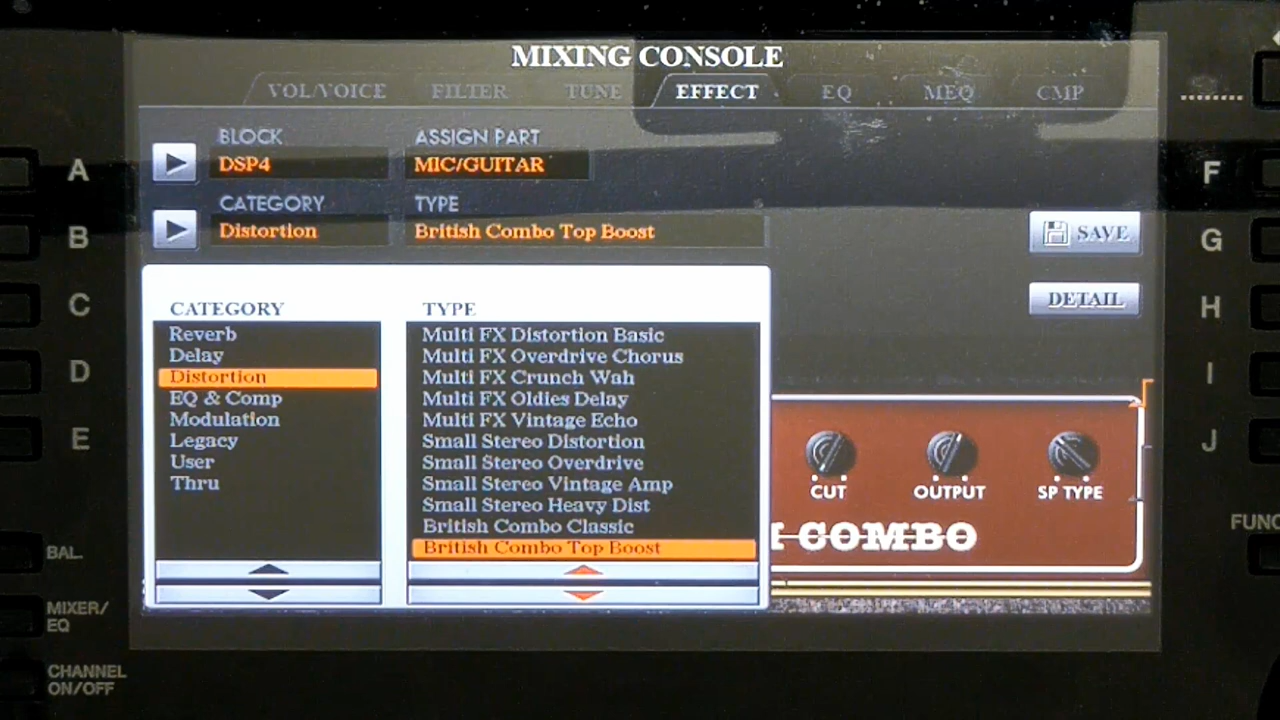 MIXING CONSOLE
VOL/VOICE FILTER TUNE EFFECT EQ MEQ CMP
BLOCK ASSIGN PART
A DSP4 MIC/GUITAR F
CATEGORY TYPE
B Distortion British Combo Top Boost G SAVE
CATEGORY TYPE
C H DETAIL
Reverb
Delay
Distortion
EQ & Comp
Modulation
Legacy
User
Thru
Multi FX Distortion Basic
Multi FX Overdrive Chorus
Multi FX Crunch Wah
Multi FX Oldies Delay
Multi FX Vintage Echo
Small Stereo Distortion
Small Stereo Overdrive
Small Stereo Vintage Amp
Small Stereo Heavy Dist
British Combo Classic
British Combo Top Boost
D I
E J
CUT OUTPUT SP TYPE
COMBO
BAL.
MIXER/
EQ
CHANNEL
ON/OFF